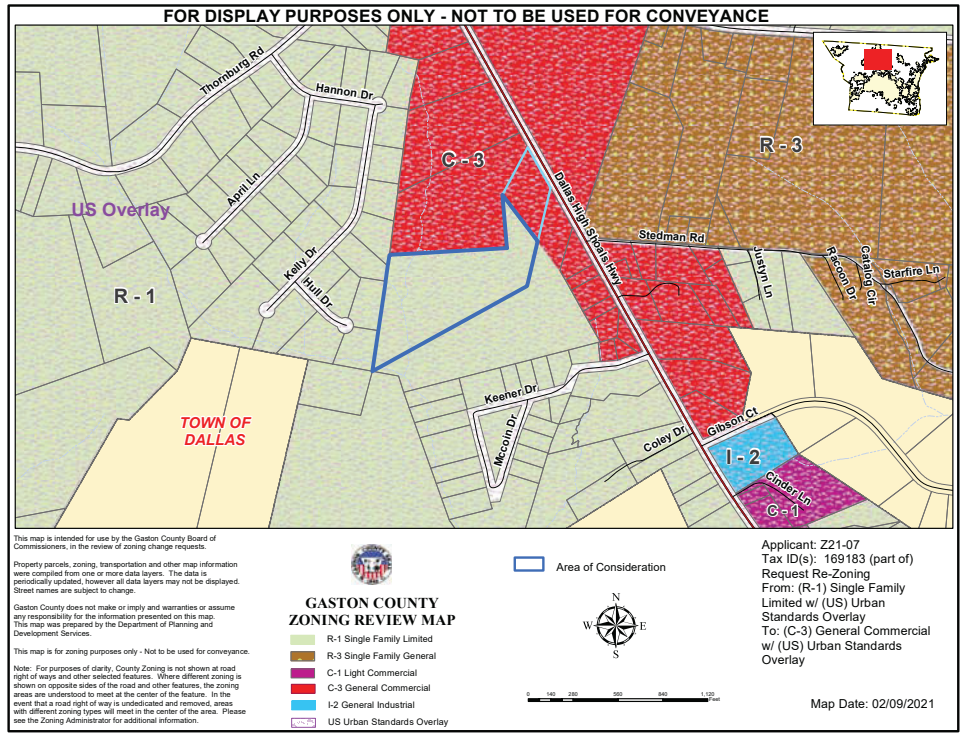 FOR DISPLAY PURPOSES ONLY - NOT TO BE USED FOR CONVEYANCE
Thornburg Rd
Hannon Dr
C - 3
R - 3
April Ln
US Overlay
Dallas High Shoals Hwy
Stedman Rd
Kelly Dr
Hull Dr
Justyn Ln
Racoon Dr
Catalog Cir
Starfire Ln
R - 1
Keener Dr
Mccoin Dr
TOWN OF
DALLAS
Coley Dr
Gibson Ct
I - 2
Cinder Ln
C - 1
This map is intended for use by the Gaston County Board of
Commissioners, in the review of zoning change requests.
Property parcels, zoning, transportation and other map information
were compiled from one or more data layers. The data is
periodically updated, however all data layers may not be displayed.
Street names are subject to change.
Gaston County does not make or imply and warranties or assume
any responsibility for the information presented on this map.
This map was prepared by the Department of Planning and
Development Services.
This map is for zoning purposes only - Not to be used for conveyance.
Note: For purposes of clarity, County Zoning is not shown at road
right of ways and other selected features. Where different zoning is
shown on opposite sides of the road and other features, the zoning
areas are understood to meet at the center of the feature. In the
event that a road right of way is undedicated and removed, areas
with different zoning types will meet in the center of the area. Please
see the Zoning Administrator for additional information.
GASTON COUNTY
ZONING REVIEW MAP
R-1 Single Family Limited
R-3 Single Family General
C-1 Light Commercial
C-3 General Commercial
I-2 General Industrial
US Urban Standards Overlay
Area of Consideration
N
W
E
S
0 140 280 560 840 1,120
Feet
Applicant: Z21-07
Tax ID(s): 169183 (part of)
Request Re-Zoning
From: (R-1) Single Family
Limited w/ (US) Urban
Standards Overlay
To: (C-3) General Commercial
w/ (US) Urban Standards
Overlay
Map Date: 02/09/2021